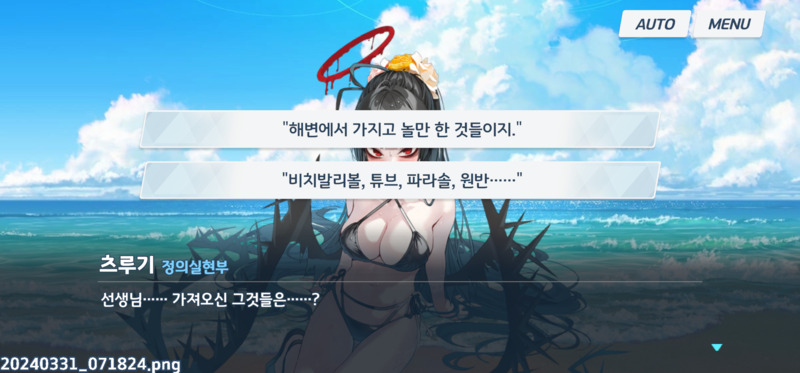 AUTO MENU
"해변에서 가지고 놀만 한 것들이지."
"비치발리볼, 튜브, 파라솔, 원반……"
츠루기 정의실현부
선생님…… 가져오신 그것들은……?
20240331_071824.png